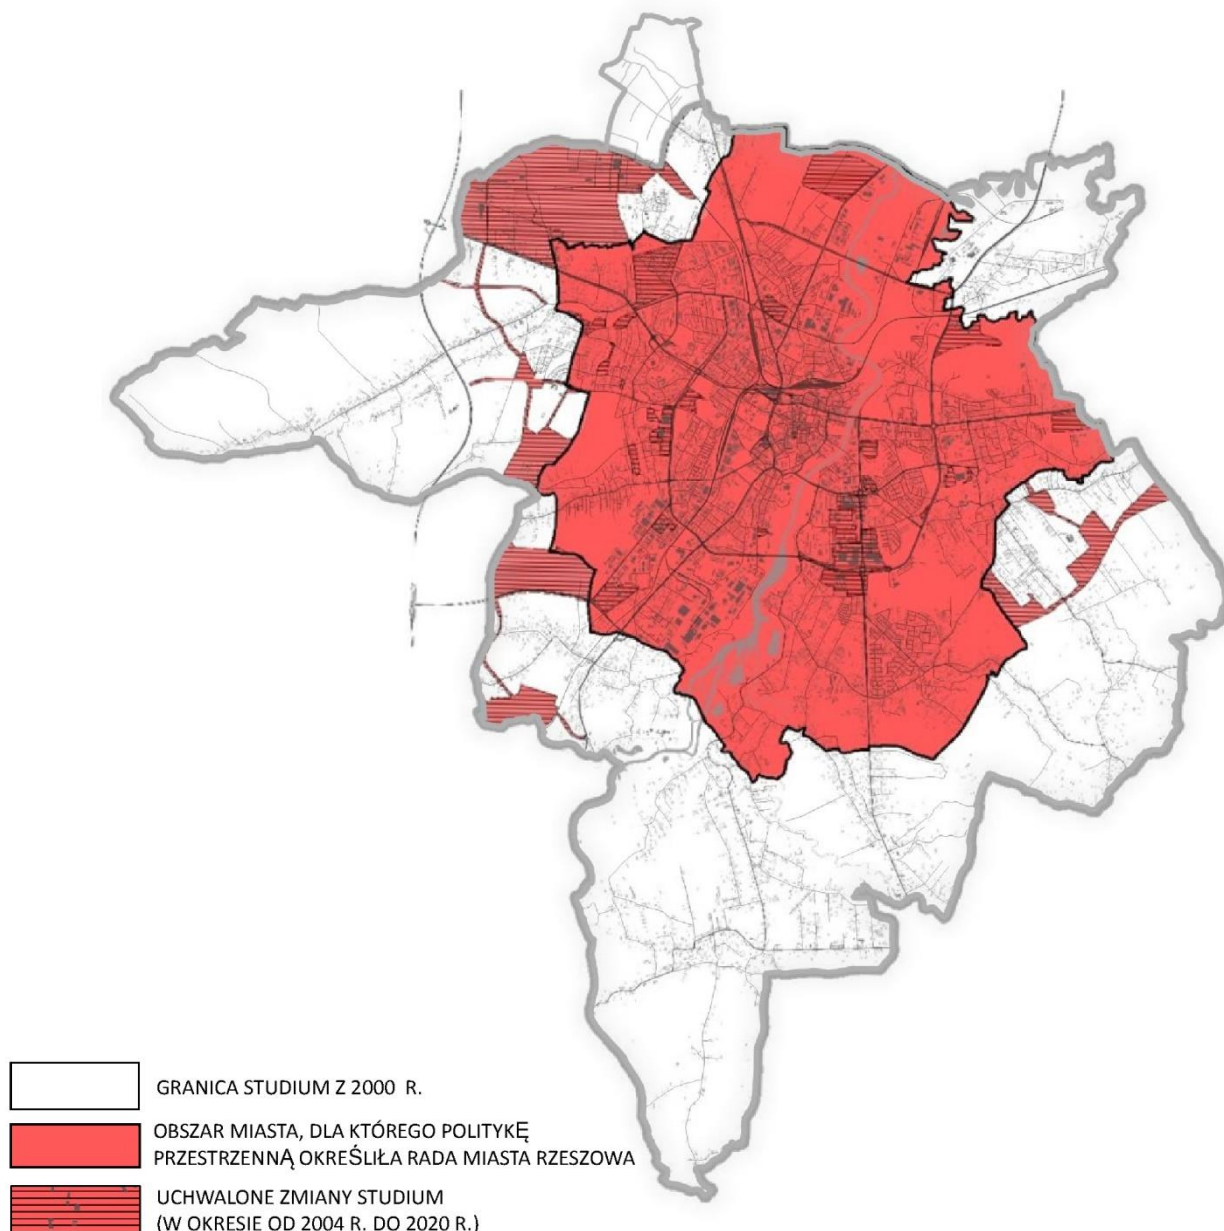 GRANICA STUDIUM Z 2000 R.
OBSZAR MIASTA, DLA KTÓREGO POLITYKĘ
PRZESTRZENNĄ OKREŚLIŁA RADA MIASTA RZESZOWA
UCHWALONE ZMIANY STUDIUM
(W OKRESIE OD 2004 R. DO 2020 R.)